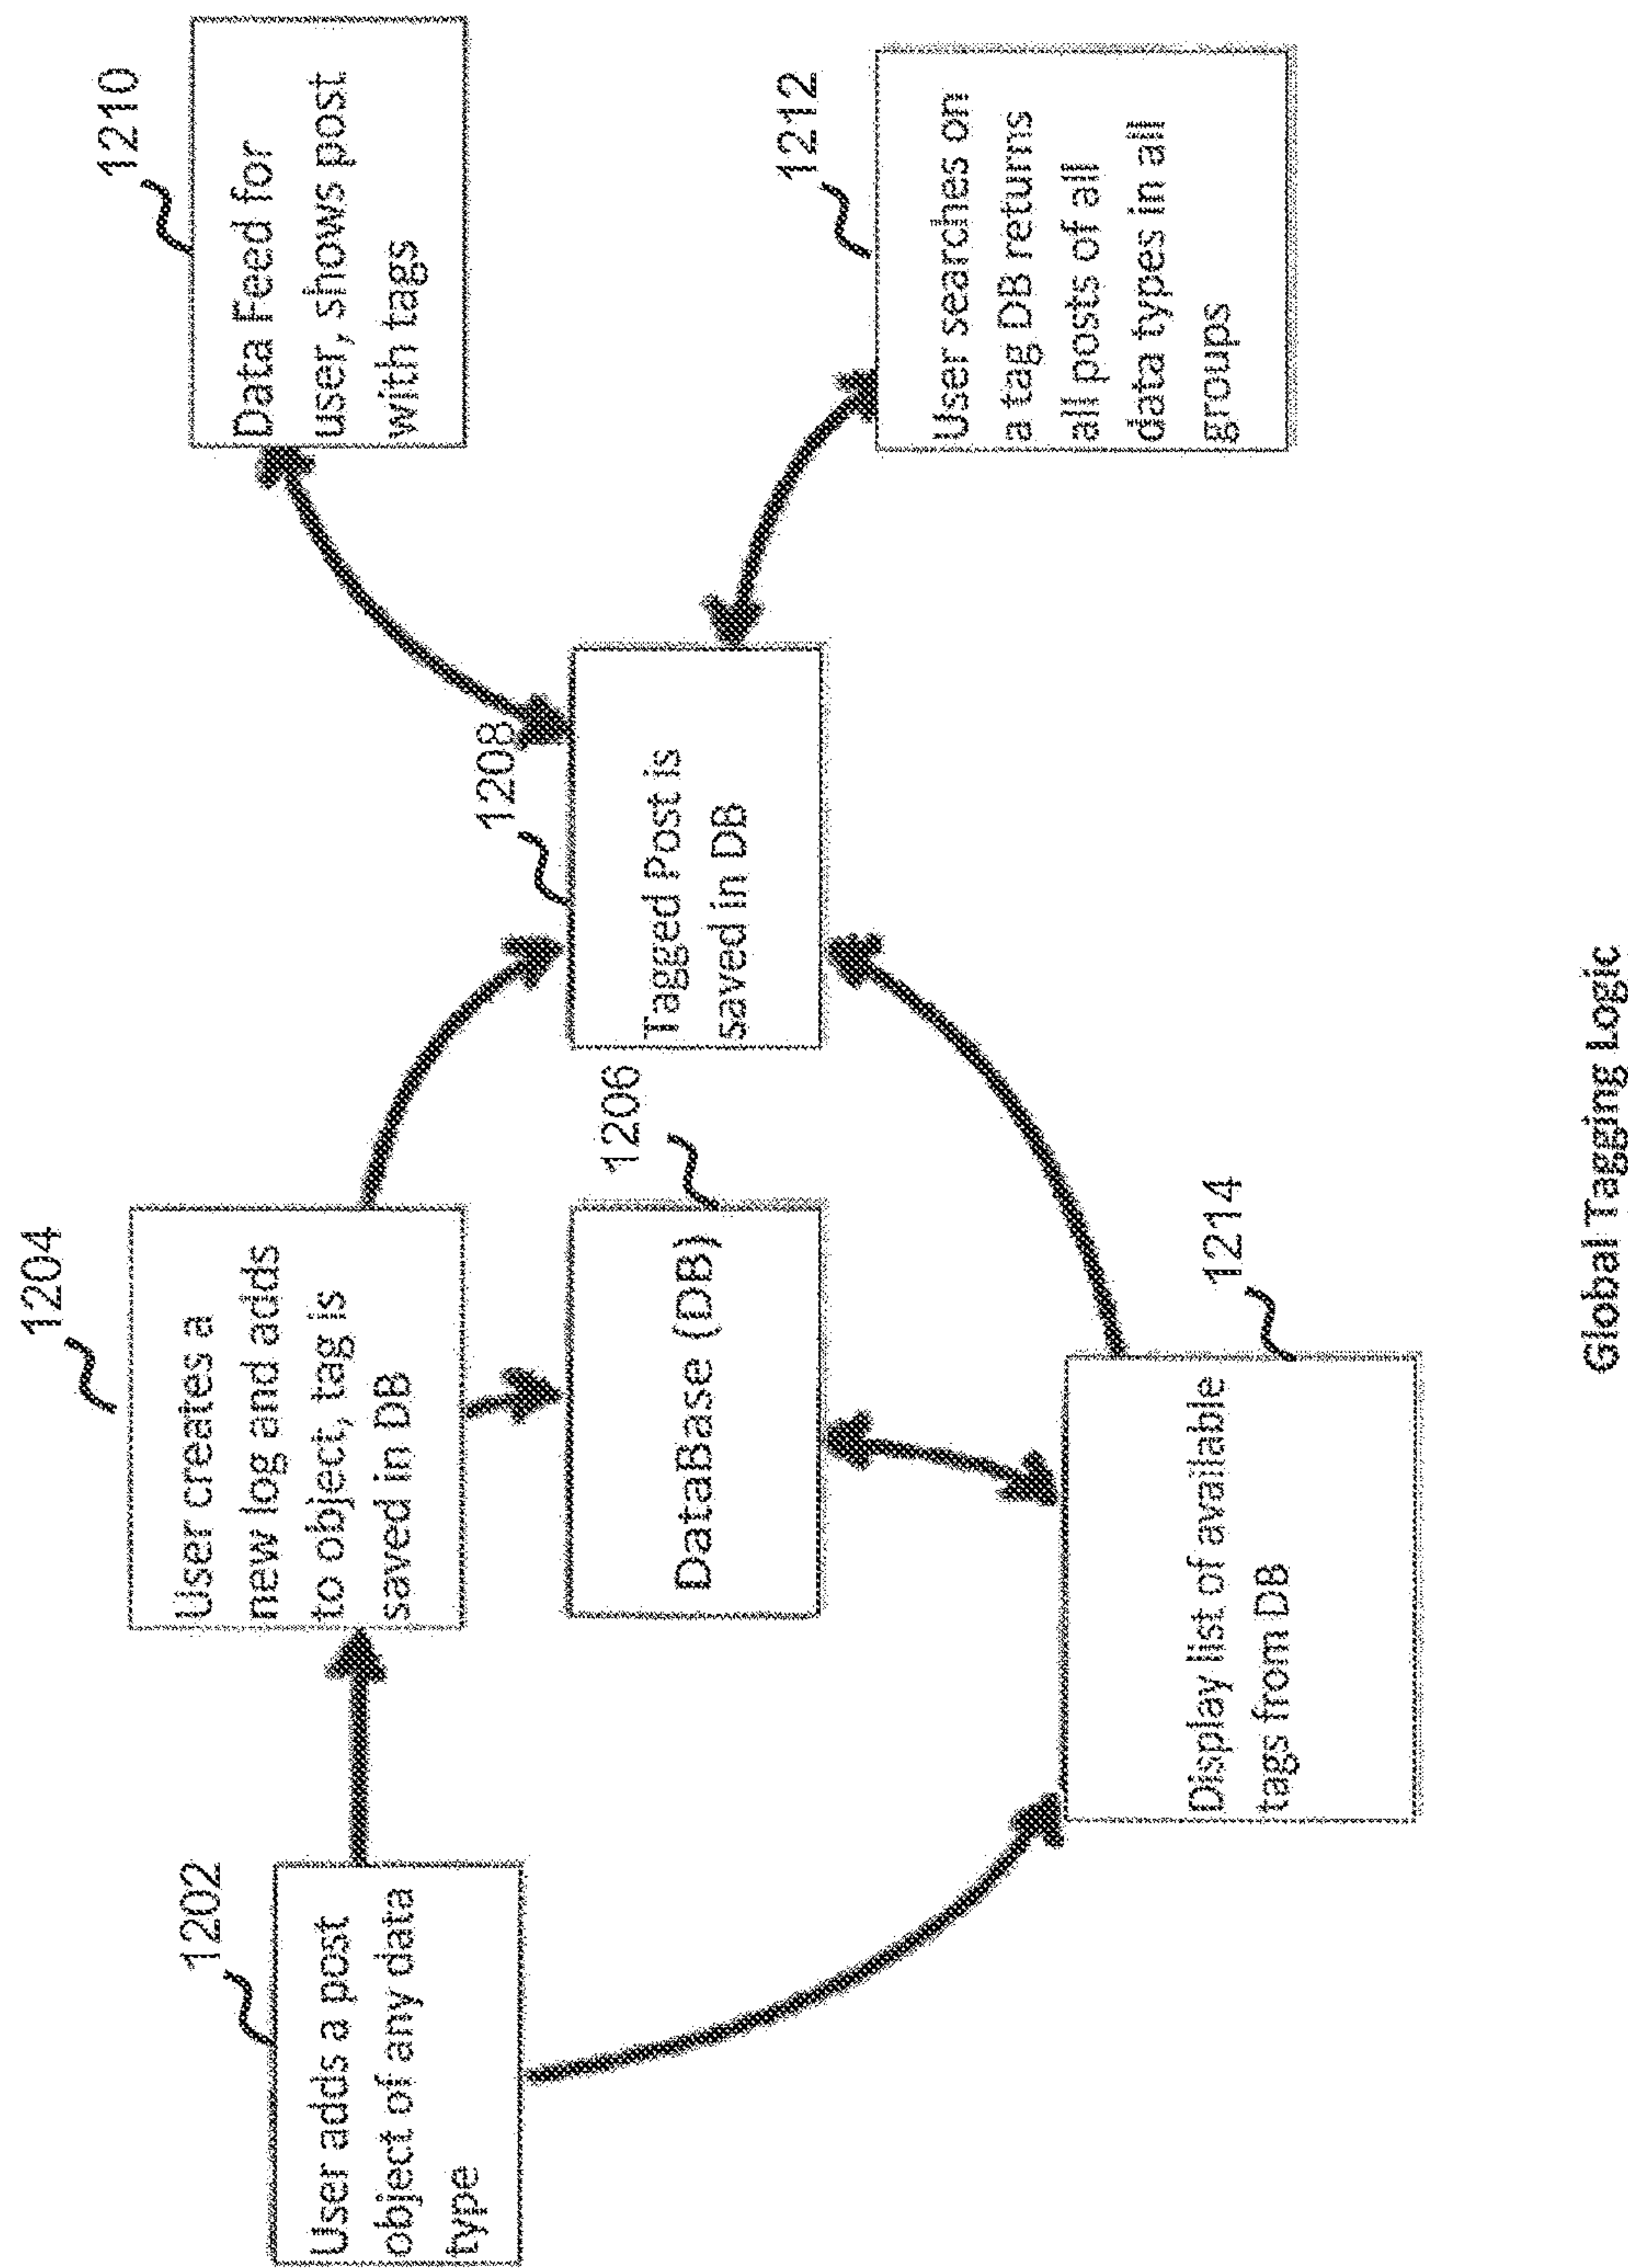 1202
User adds a post
object of any data
type
1204
User creates a
new log and adds
to object, tag is
saved in DB
1206
DataBase (DB)
1208
Tagged Post is
saved in DB
1210
Data Feed for
user, shows post
with tags
1212
User searches on
a tag DB returns
all posts of all
data types in all
groups
1214
Display list of available
tags from DB
Global Tagging Logic